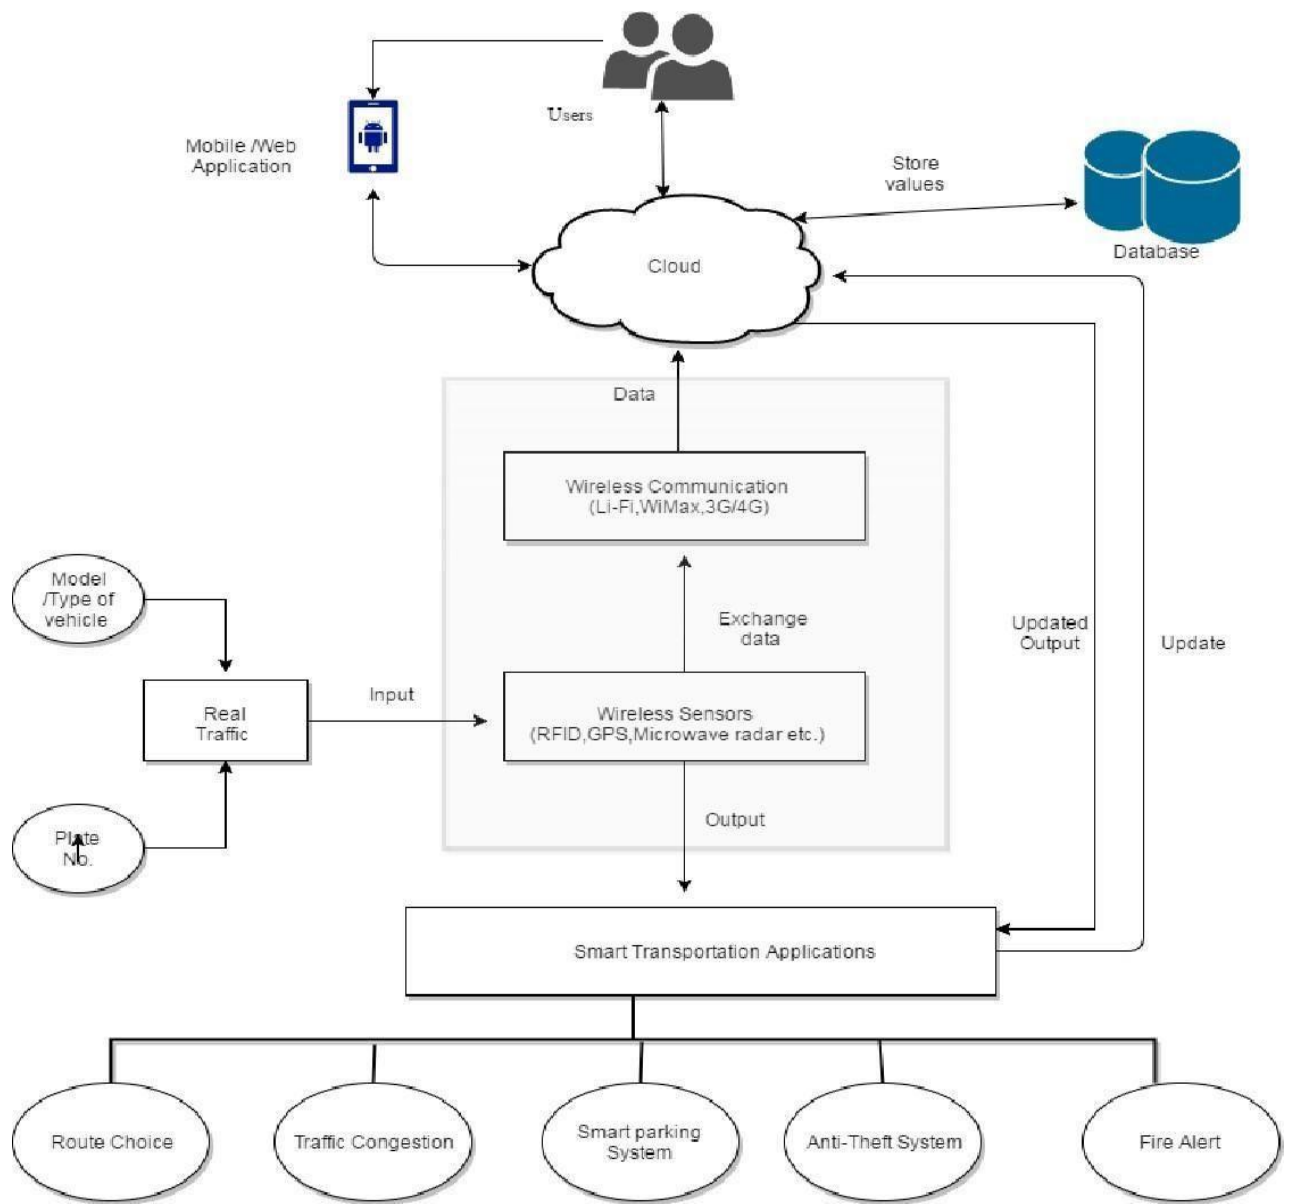 Users
Mobile /Web
Application
Store
values
Database
Cloud
Data
Wireless Communication
(Li-Fi,WiMax,3G/4G)
Model
/Type of
vehicle
Exchange
data
Updated
Output
Update
Input
Real
Traffic
Wireless Sensors
(RFID,GPS,Microwave radar etc.)
Output
Plate
No.
Smart Transportation Applications
Route Choice
Traffic Congestion
Smart parking
System
Anti-Theft System
Fire Alert